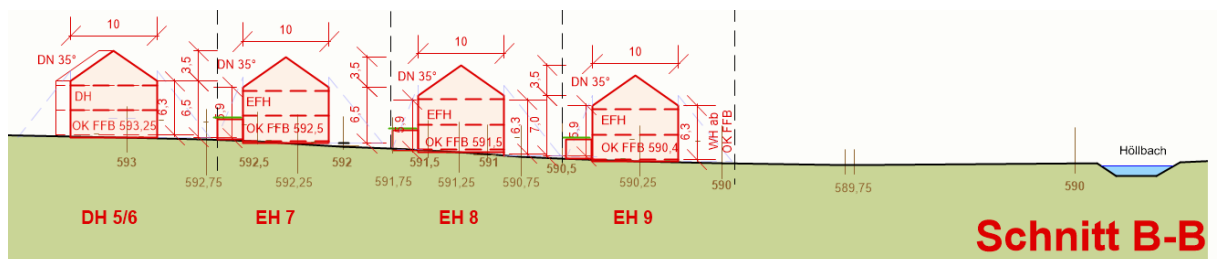 10
10
10
10
DN 35°
3.5
DN 35°
3.5
DN 35°
3.5
DN 35°
DH
6,3
6,5
5,9
EFH
6,5
5,9
EFH
6,3
7,0
5,9
EFH
6,3
WH ab
OK FFB
OK FFB 593,25
OK FFB 592,5
OK FFB 591,5
OK FFB 590,4
Höllbach
593
592,5
592
591,5
591
590,5
590
592,75
592,25
591,75
591,25
590,75
590,25
589,75
590
DH 5/6
EH 7
EH 8
EH 9
Schnitt B-B